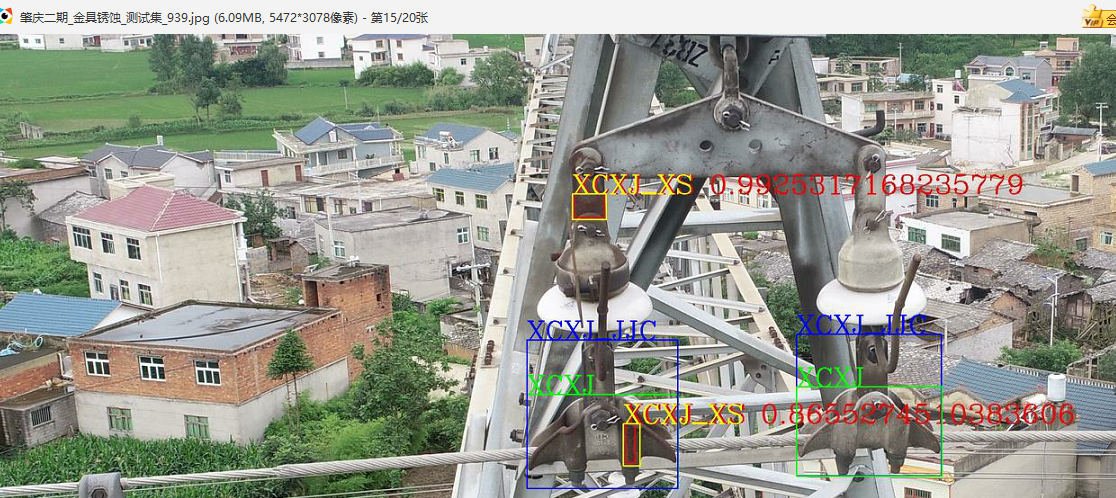 肇庆二期_金具锈蚀_测试集_939.jpg (6.09MB, 5472*3078像素) - 第15/20张
VIP 会
XCXJ_XS 0.9925317168235779
XCXJ_JJC
XCXJ_JJC
XCXJ
XCXJ
XCXJ_XS 0.8655274510383606